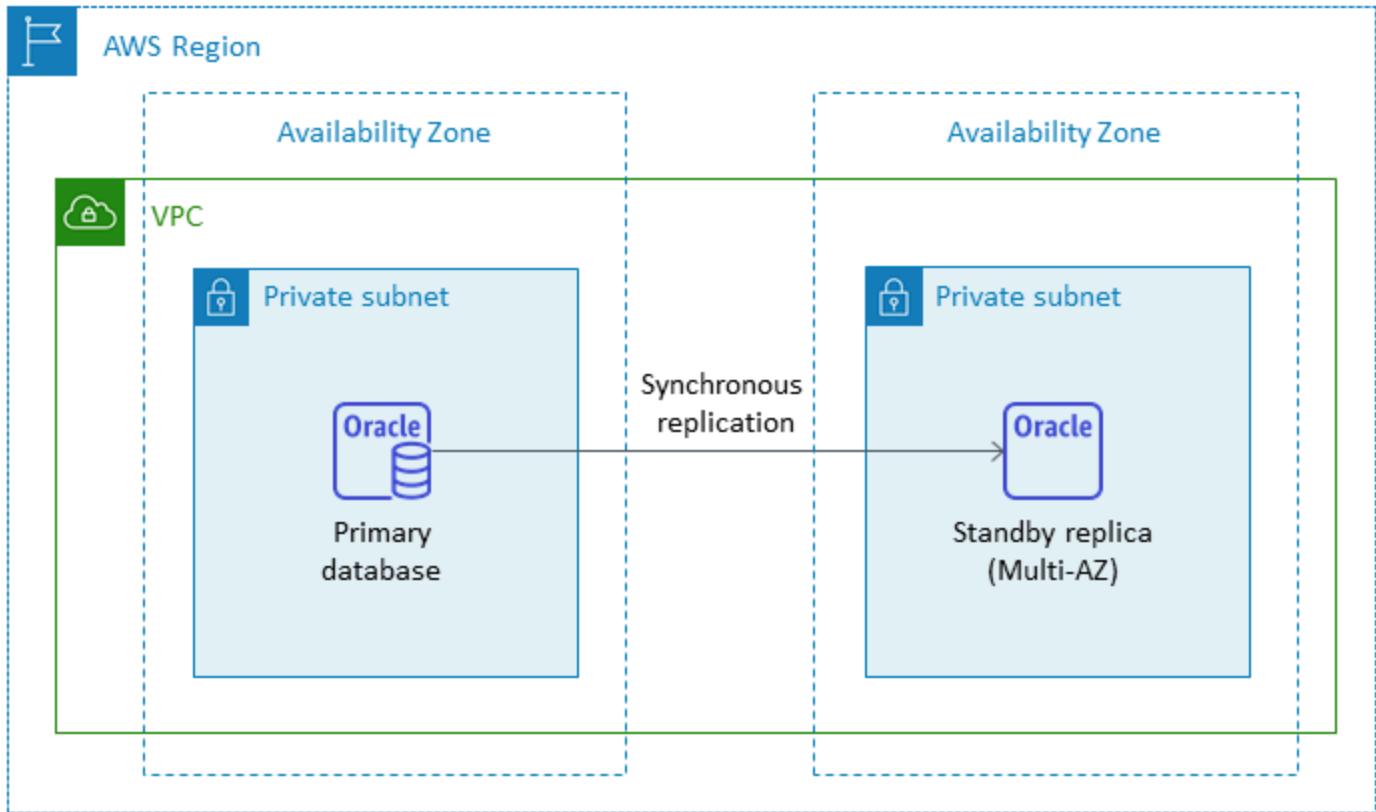 AWS Region
Availability Zone
Availability Zone
VPC
Private subnet
Private subnet
Synchronous
replication
Oracle
Oracle
Primary
database
Standby replica
(Multi-AZ)